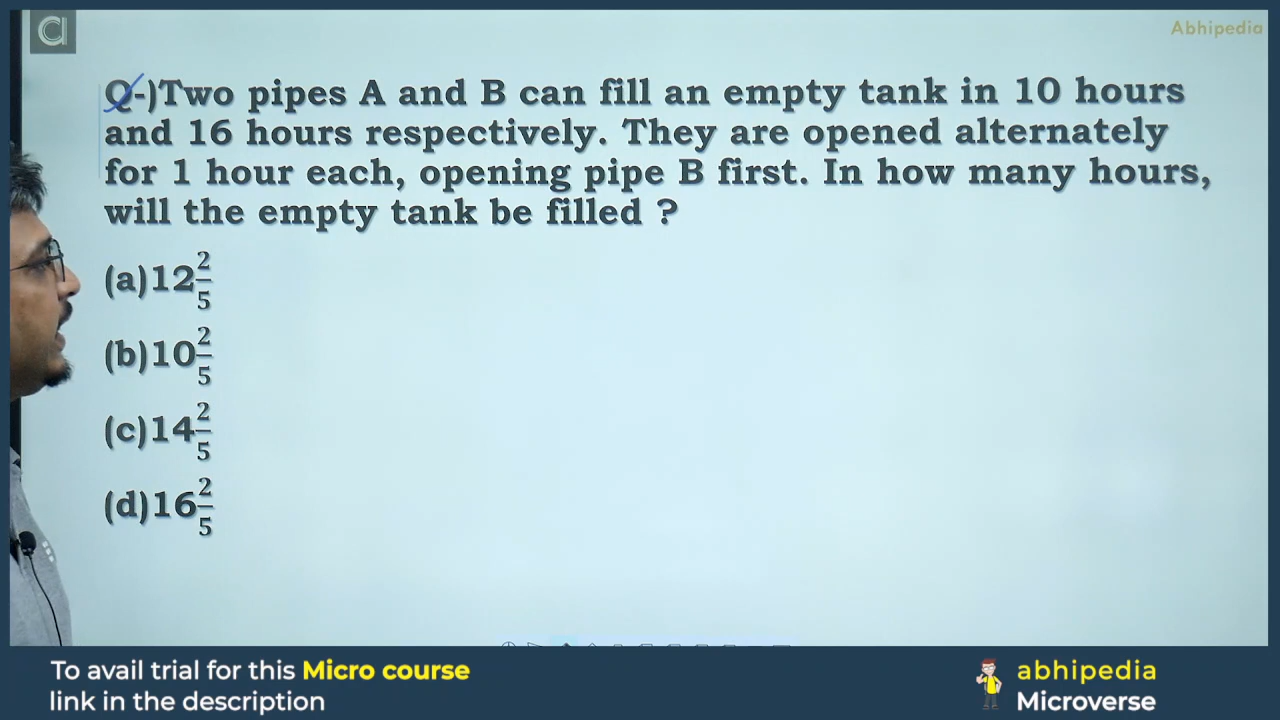 Abhipedia
Q-)Two pipes A and B can fill an empty tank in 10 hours
and 16 hours respectively. They are opened alternately
for 1 hour each, opening pipe B first. In how many hours,
will the empty tank be filled ?
(a)12 2/5
(b)10 2/5
(c)14 2/5
(d)16 2/5
To avail trial for this Micro course
link in the description
abhipedia
Microverse